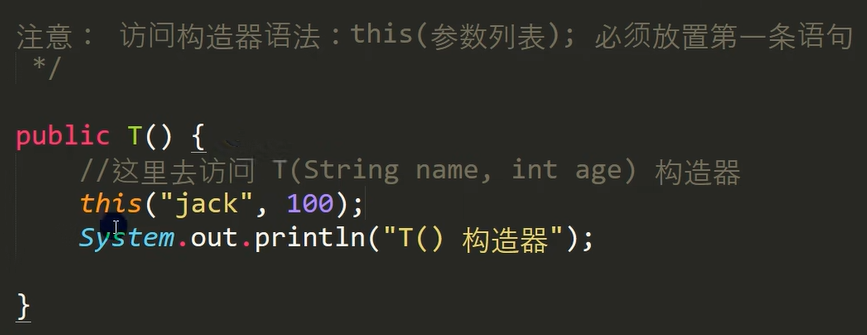 注意： 访问构造器语法：this(参数列表); 必须放置第一条语句
*/
public T() {
//这里去访问 T(String name, int age) 构造器
this("jack", 100);
System.out.println("T() 构造器");
}